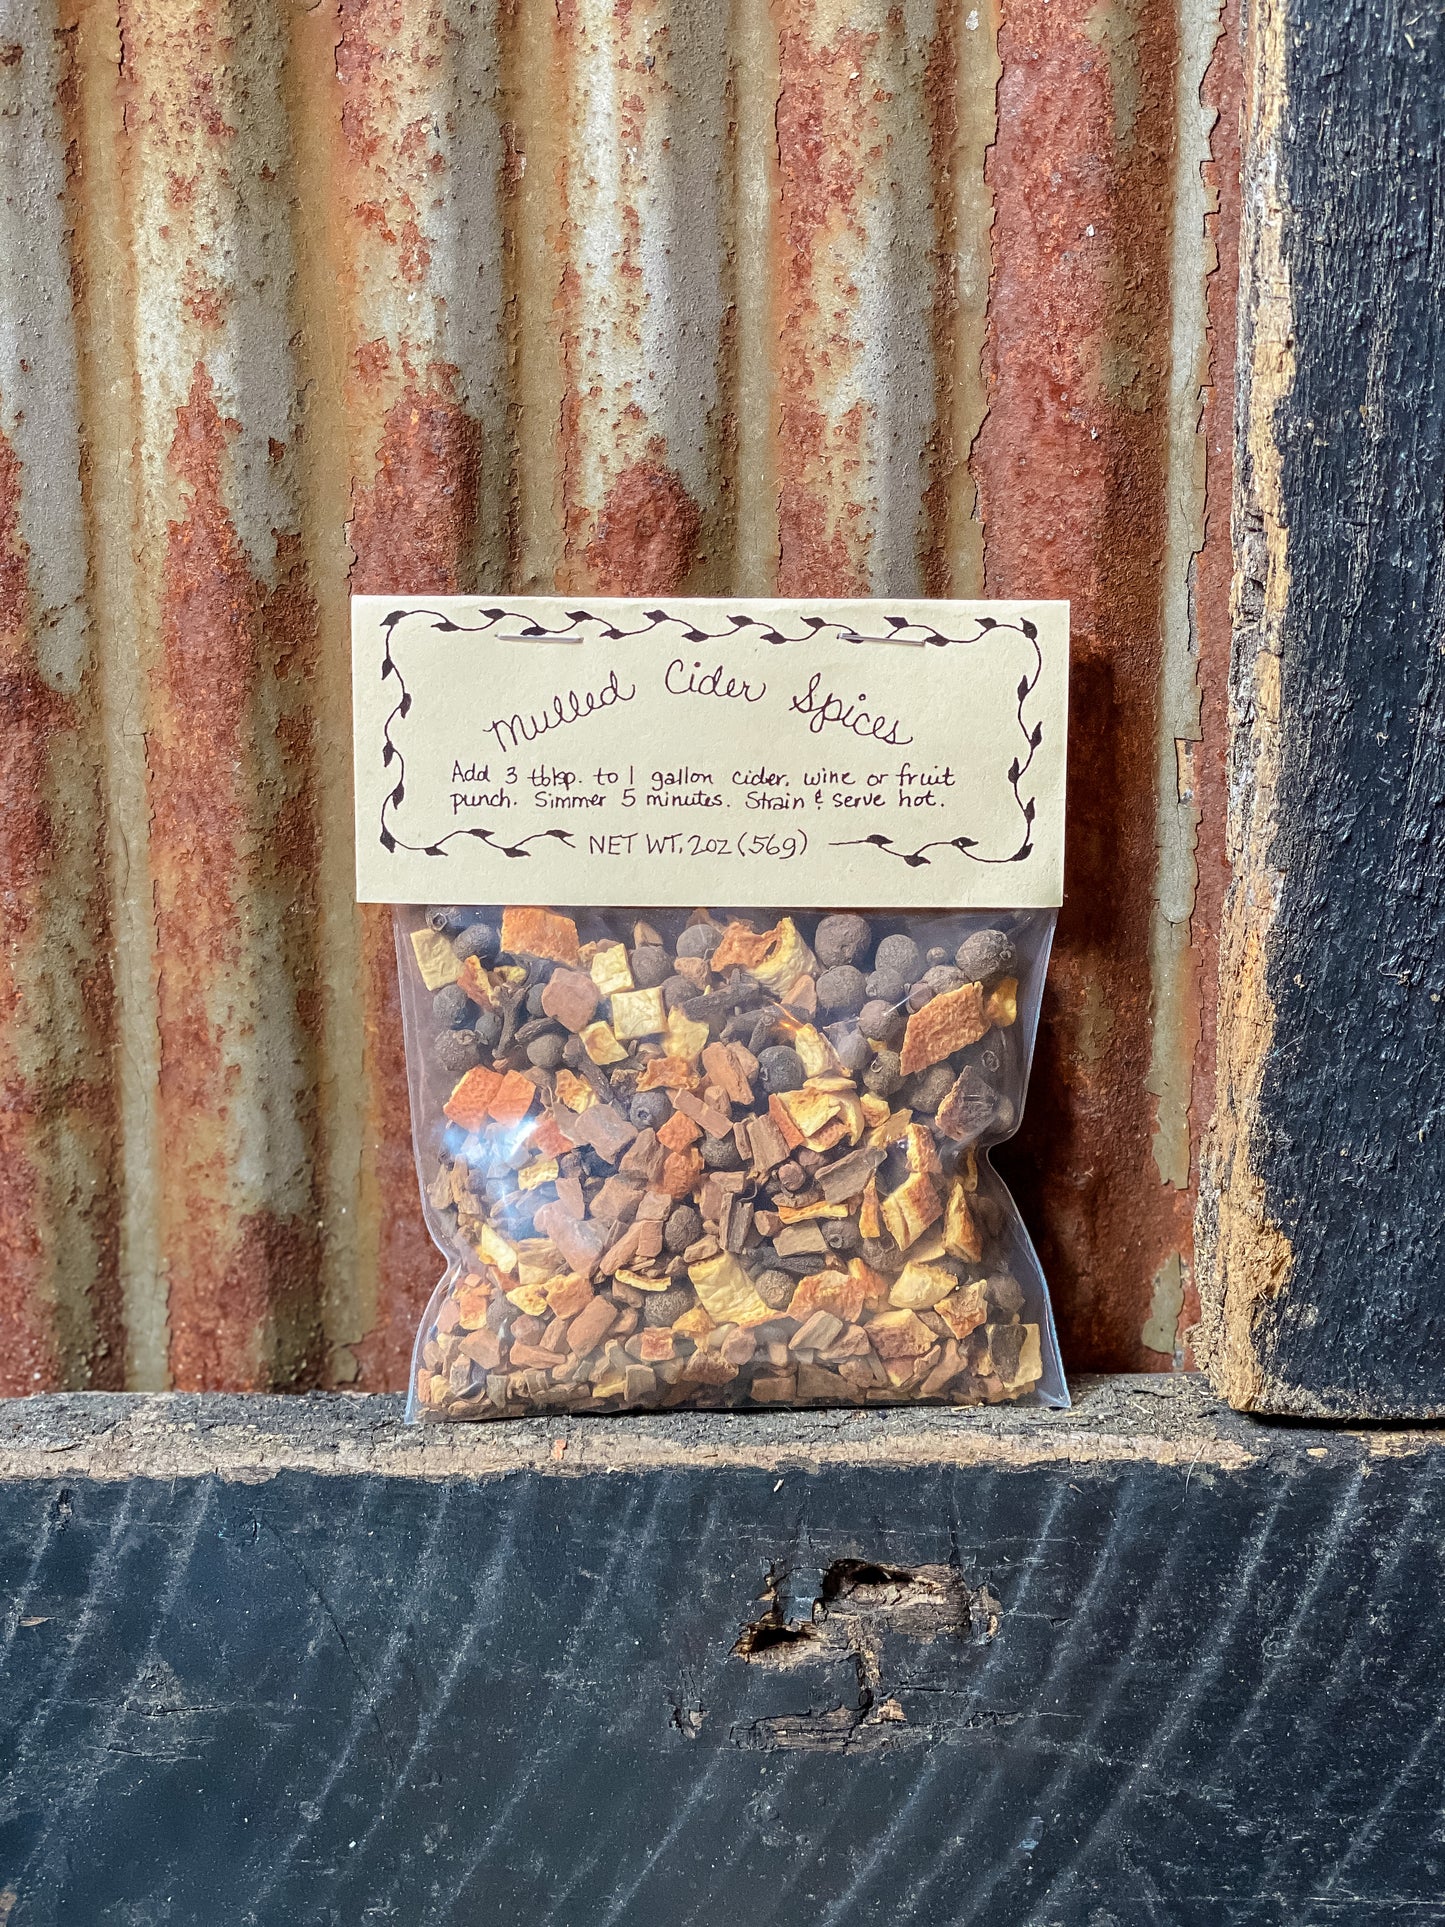 Mulled Cider Spices
Add 3 tblsp. to 1 gallon cider, wine or fruit
punch. Simmer 5 minutes. Strain & serve hot.
NET WT. 2oz (56g)